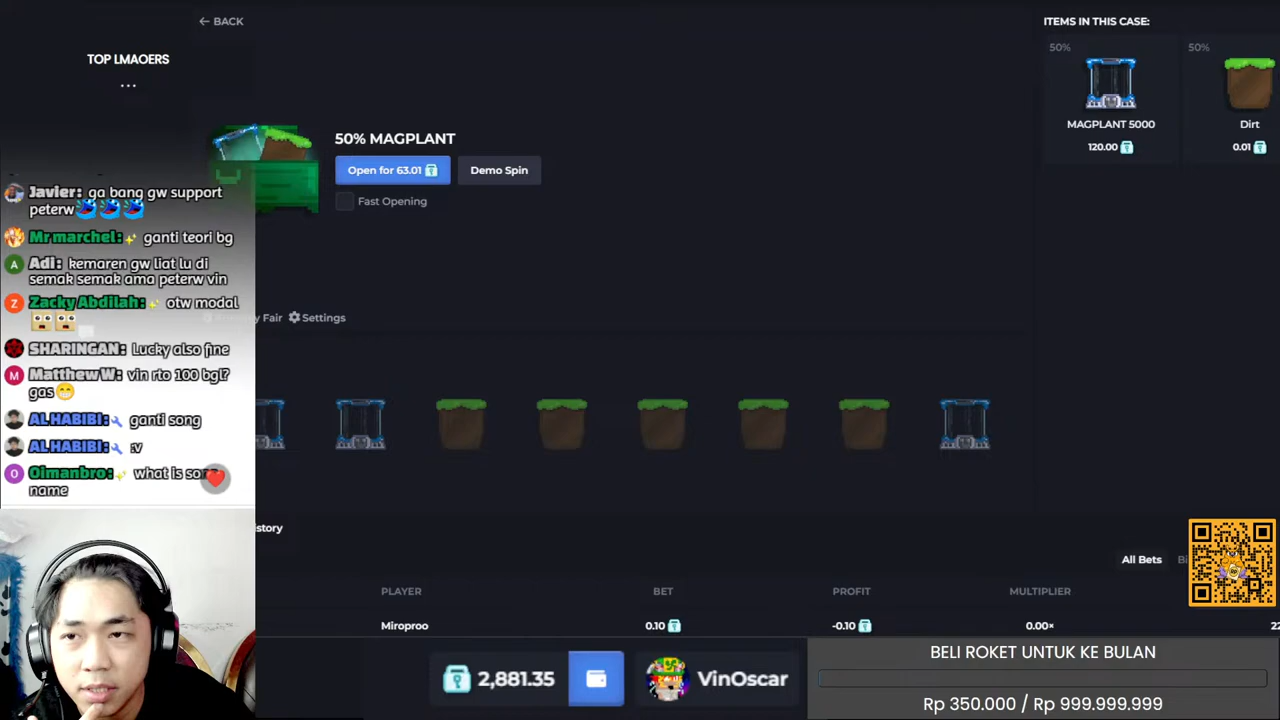 BACK
ITEMS IN THIS CASE:
TOP LMAOERS
...
50%
50%
MAGPLANT 5000
Dirt
120.00
0.01
50% MAGPLANT
Open for 63.01
Demo Spin
Fast Opening
Javier: ga bang gw support
peterw
Mr marchel: ganti teori bg
Adi: kemaren gw liat lu di
semak semak ama peterw vin
Zacky Abdilah: otw modal
Fair
Settings
SHARINGAN: Lucky also fine
Matthew W: vin rto 100 bgl?
gas
AL HABIBI: ganti song
AL HABIBI: :v
Oimanbro: what is
name
All Bets
PLAYER
BET
PROFIT
MULTIPLIER
Miroproo
0.10
-0.10
0.00×
2,881.35
VinOscar
BELI ROKET UNTUK KE BULAN
Rp 350.000 / Rp 999.999.999